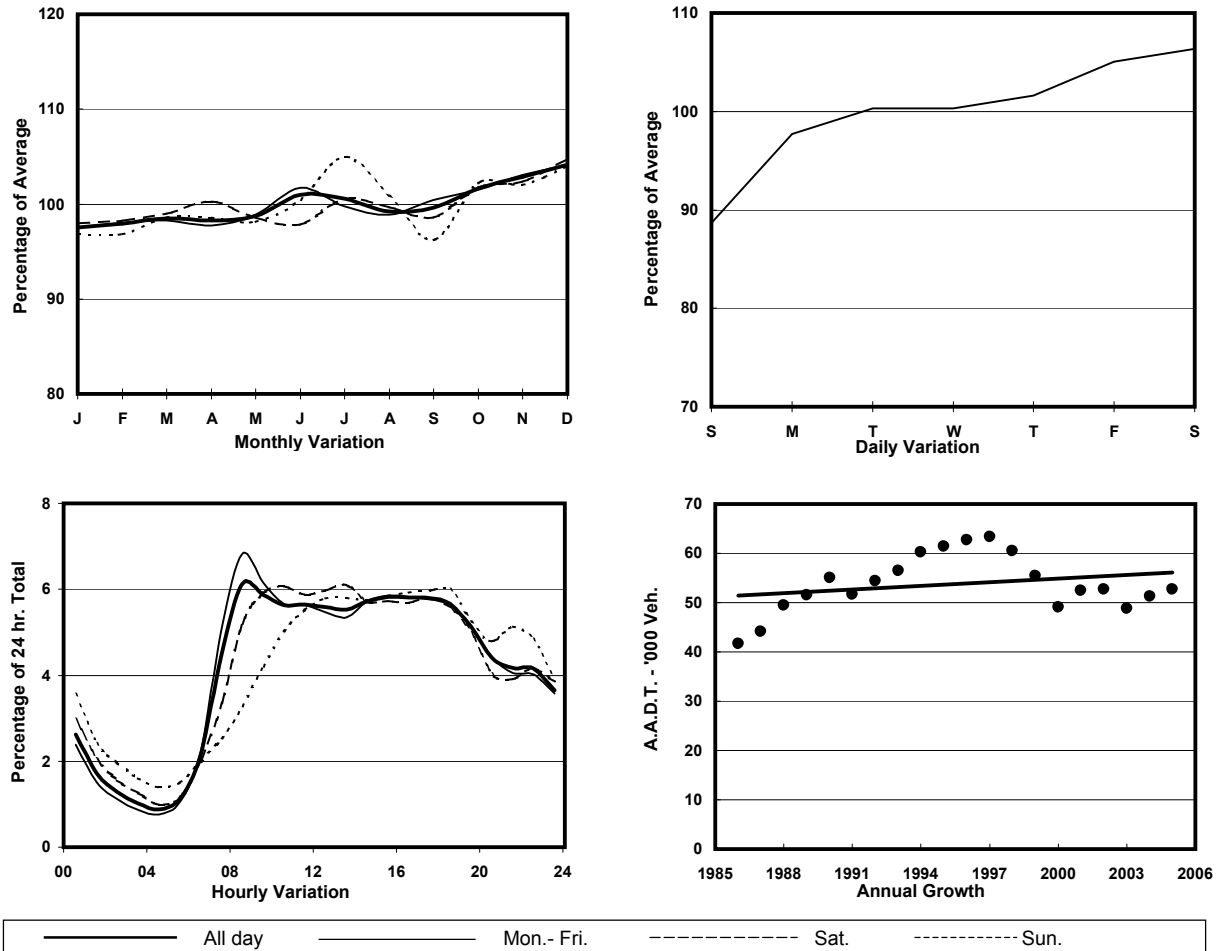 120
110
100
90
80
Percentage of Average
J F M A M J J A S O N D
Monthly Variation
110
100
90
80
70
Percentage of Average
S M T W T F S
Daily Variation
8
6
4
2
0
Percentage of 24 hr. Total
00 04 08 12 16 20 24
Hourly Variation
70
60
50
40
30
20
10
0
A.A.D.T. - '000 Veh.
1985 1988 1991 1994 1997 2000 2003 2006
Annual Growth
All day Mon.- Fri. Sat. Sun.